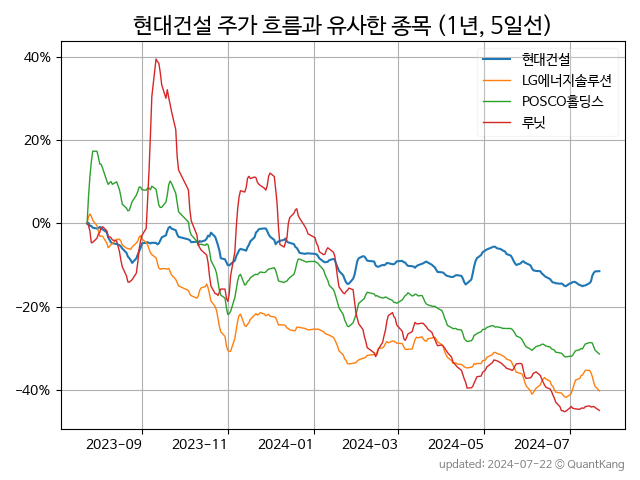 현대건설 주가 흐름과 유사한 종목 (1년, 5일선)
현대건설
LG에너지솔루션
POSCO홀딩스
루닛
40%
20%
0%
−20%
−40%
2023-09 2023-11 2024-01 2024-03 2024-05 2024-07
updated: 2024-07-22 © QuantKang